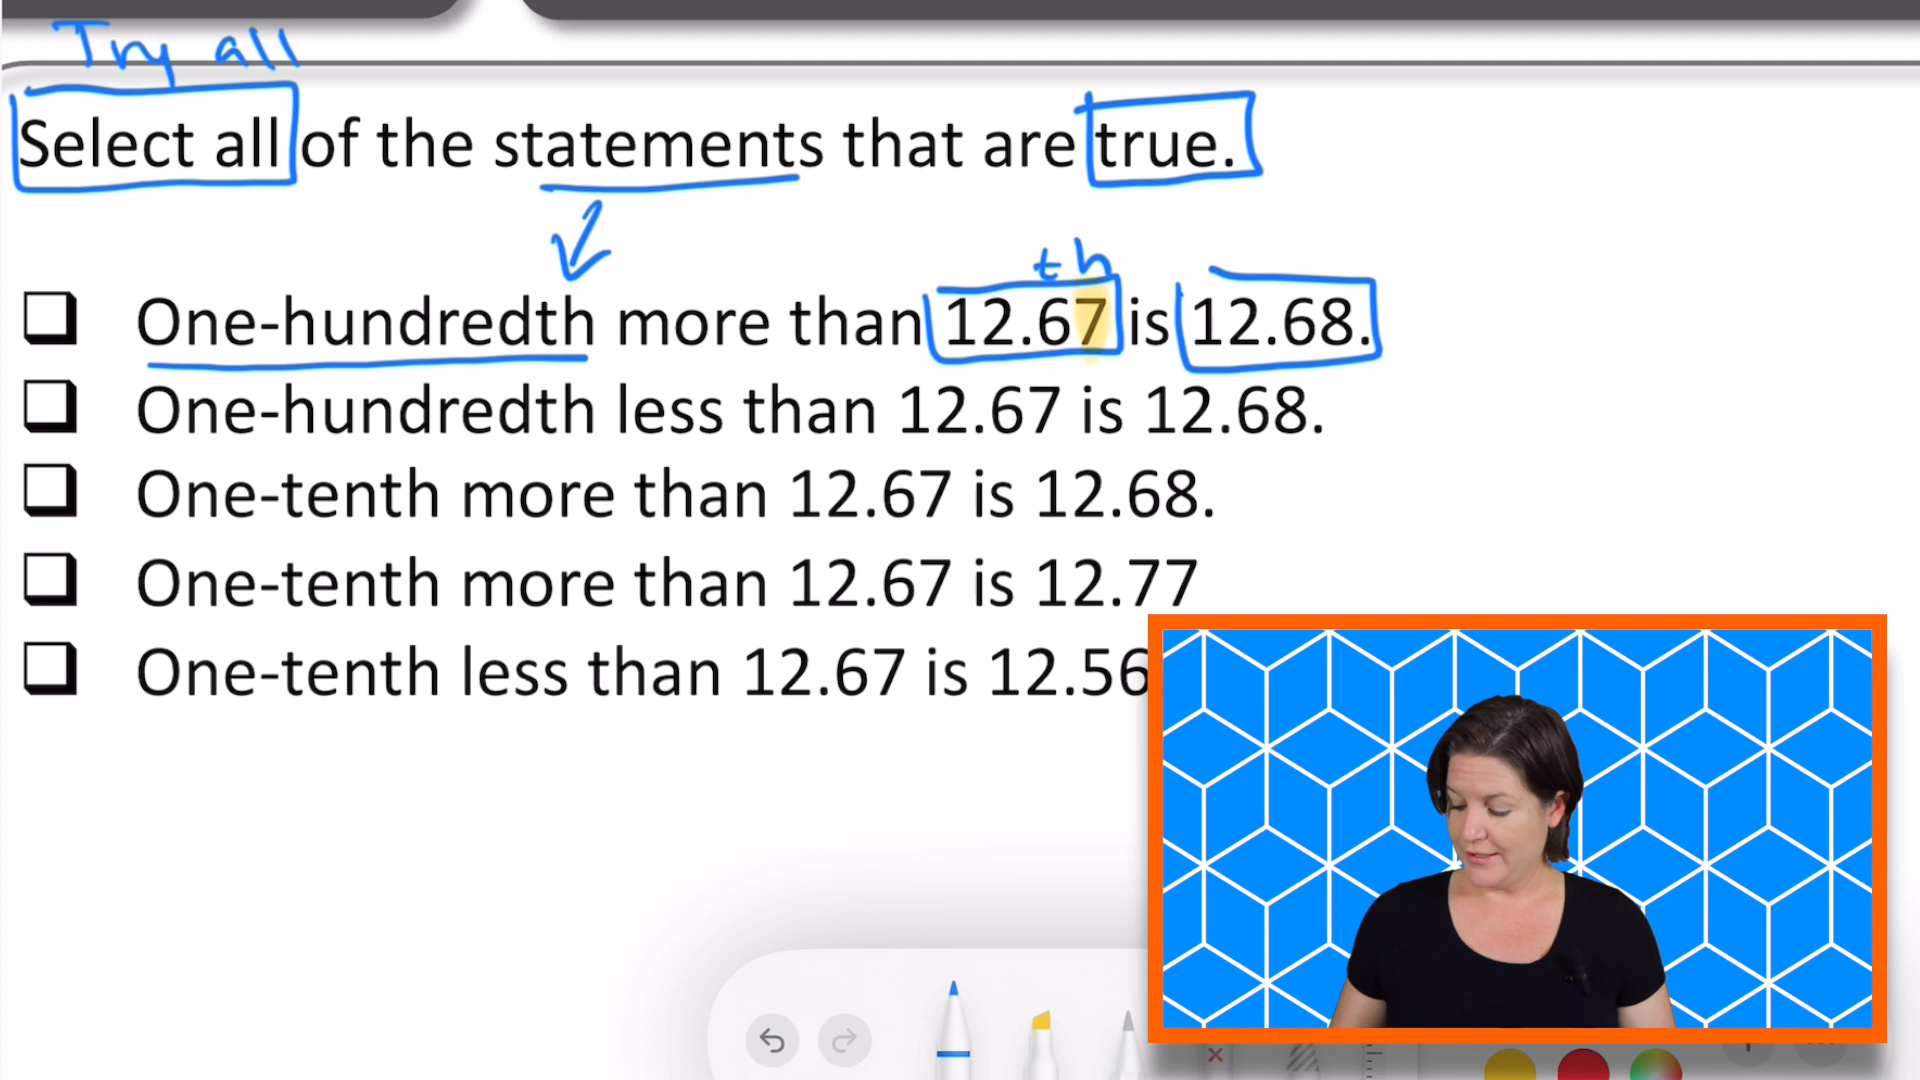 Try all
Select all of the statements that are true.
t h
One-hundredth more than 12.67 is 12.68.
One-hundredth less than 12.67 is 12.68.
One-tenth more than 12.67 is 12.68.
One-tenth more than 12.67 is 12.77
One-tenth less than 12.67 is 12.56